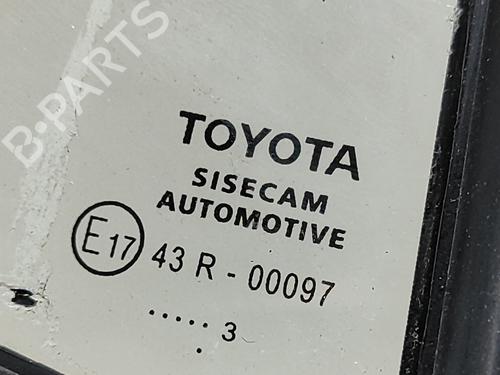 B-PARTS
TOYOTA
SISECAM
AUTOMOTIVE
E17 43 R - 00097
..... 3
.